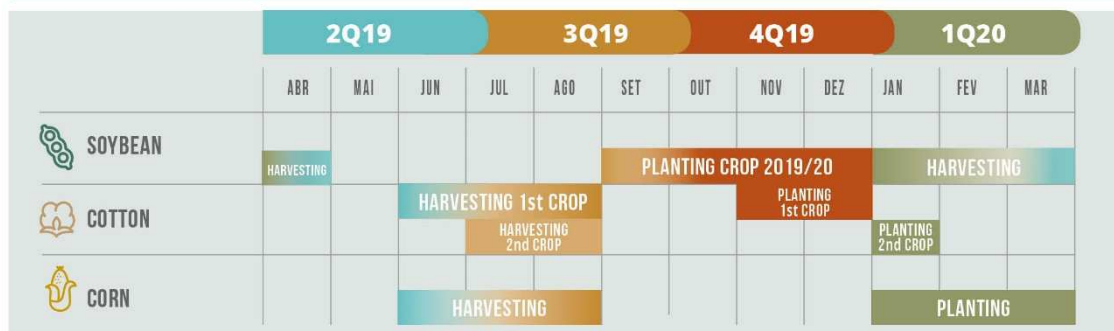 2Q19 3Q19 4Q19 1Q20
ABR MAI JUN JUL AGO SET OUT NOV DEZ JAN FEV MAR
SOYBEAN
HARVESTING
PLANTING CROP 2019/20
HARVESTING
COTTON
HARVESTING 1st CROP
HARVESTING
2nd CROP
PLANTING
1st CROP
PLANTING
2nd CROP
CORN
HARVESTING
PLANTING